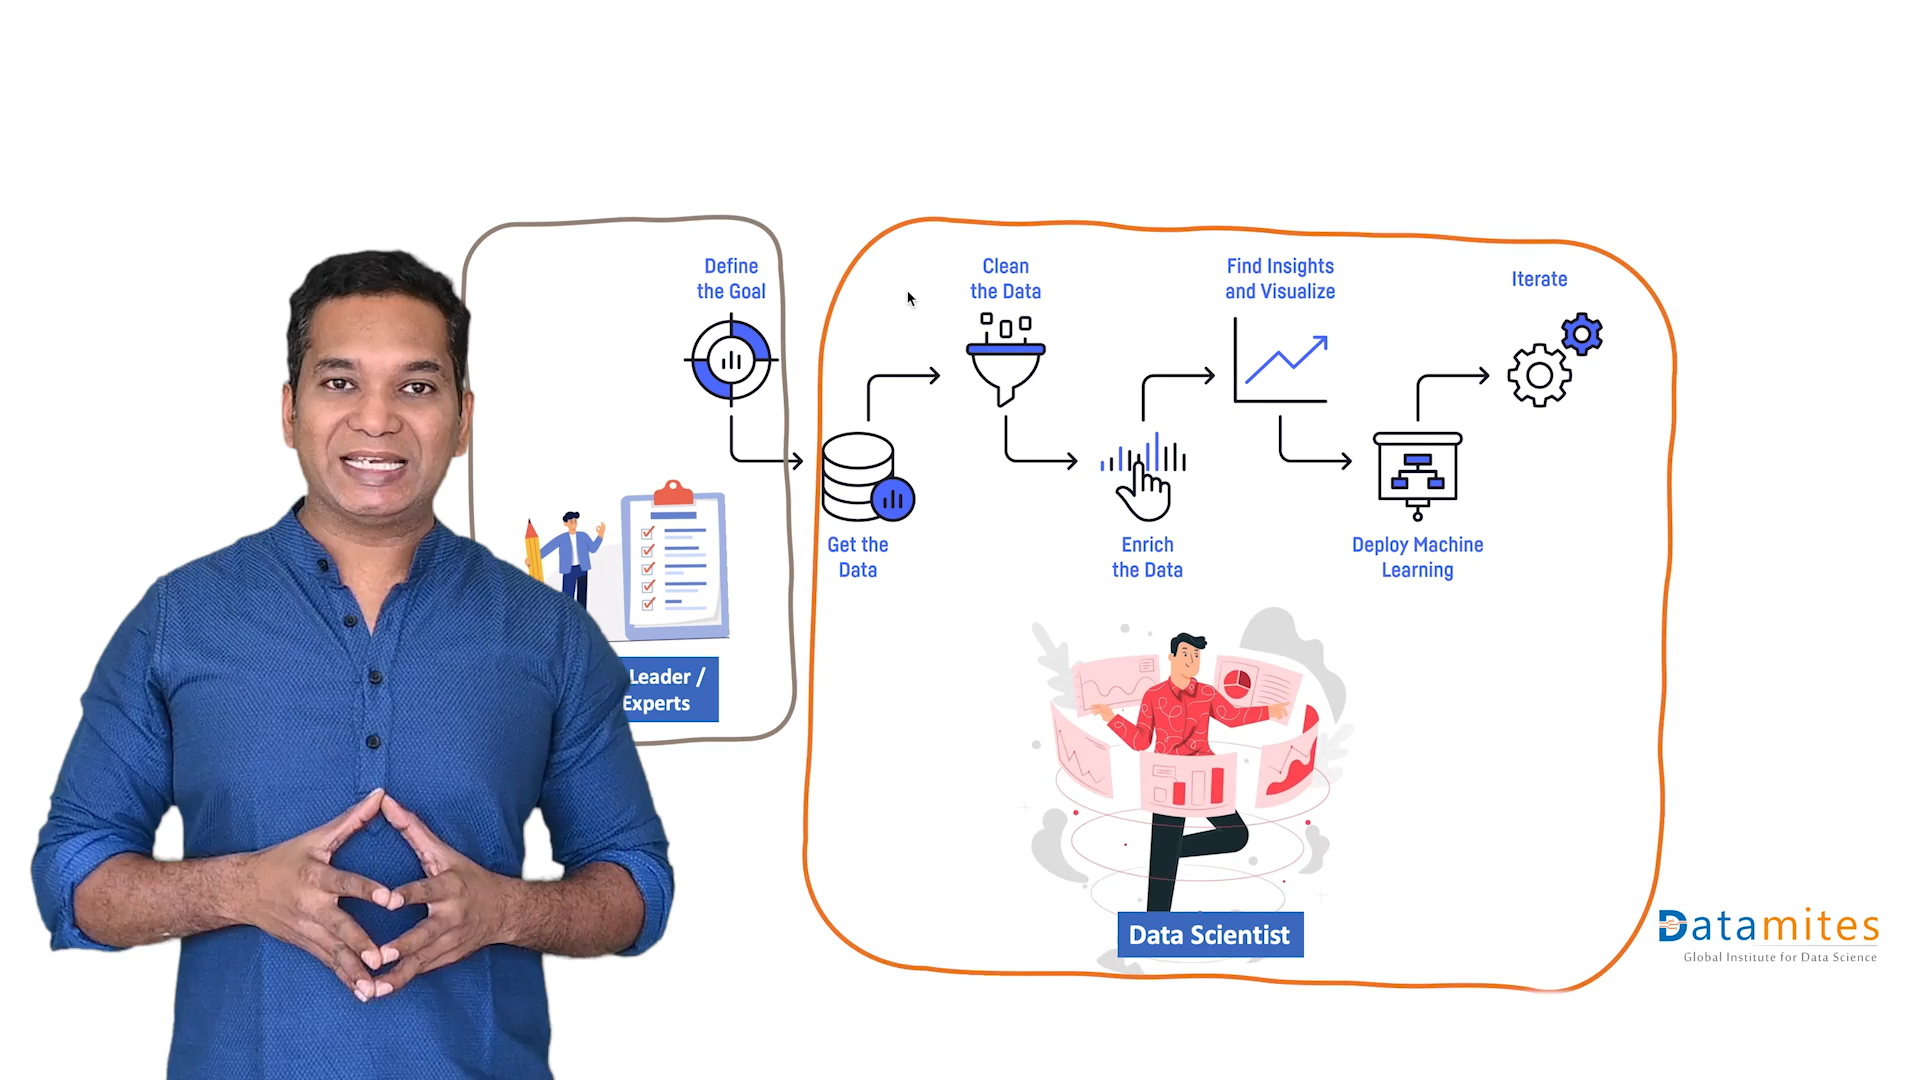 Define
the Goal
Clean
the Data
Find Insights
and Visualize
Iterate
Get the
Data
Enrich
the Data
Deploy Machine
Learning
Leader /
Experts
Data Scientist
Datamites
Global Institute for Data Science